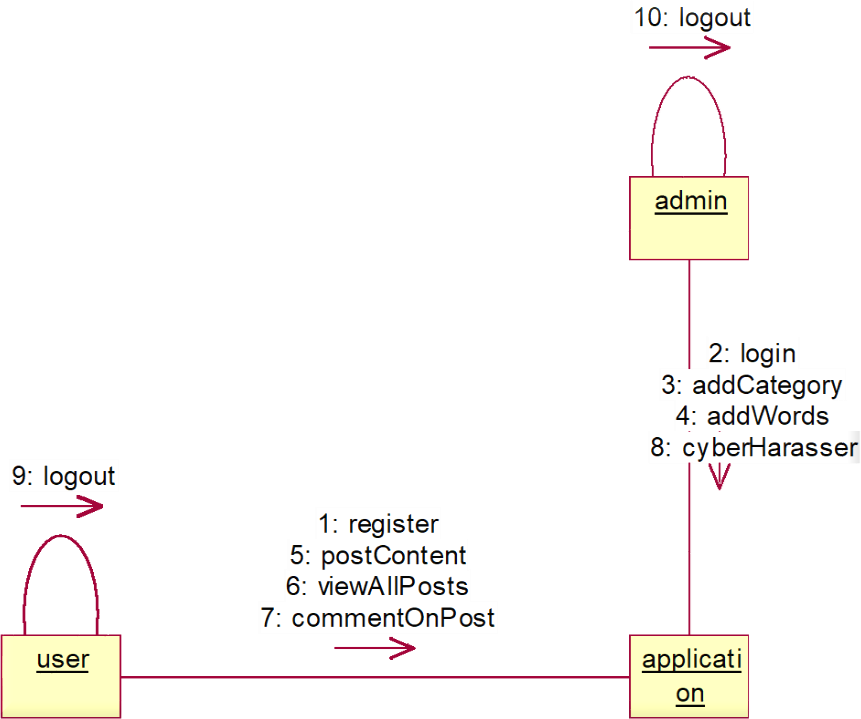 10: logout
admin
2: login
3: addCategory
4: addWords
8: cyberHarasser
9: logout
1: register
5: postContent
6: viewAllPosts
7: commentOnPost
user
applicati
on